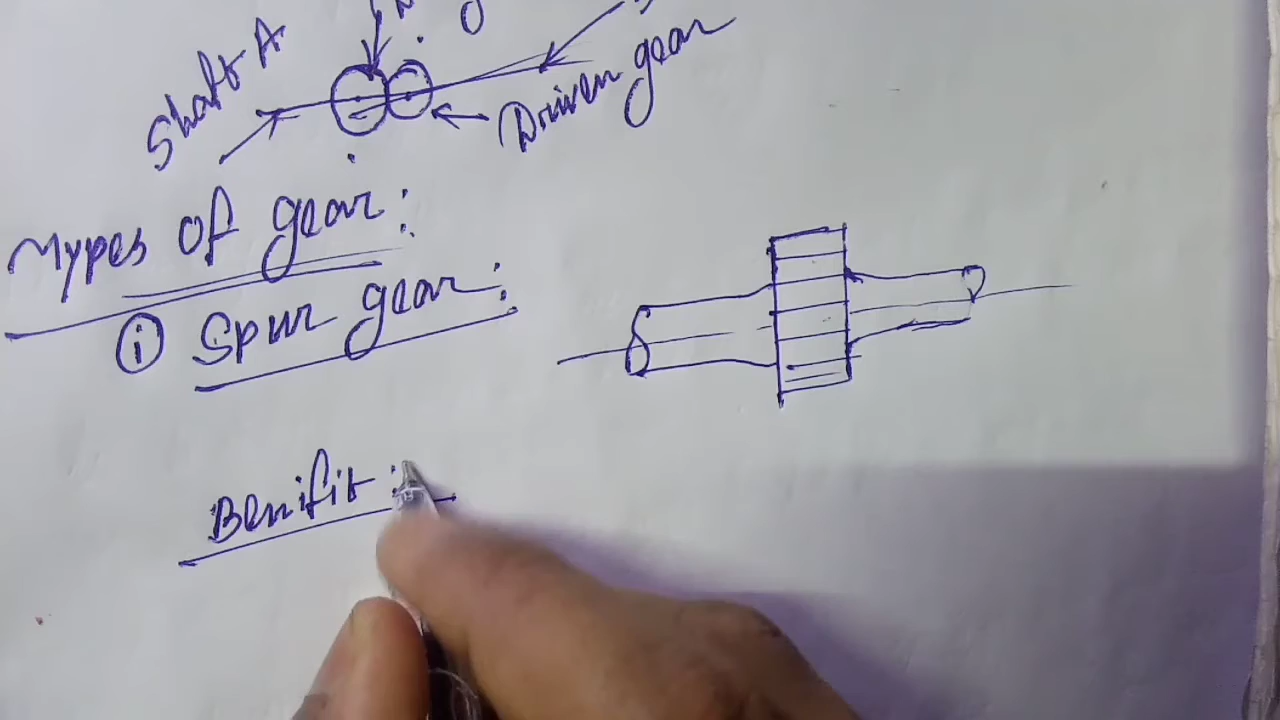 Shaft A
Driven gear
Types of gear:
(i) Spur gear:
Benifit: